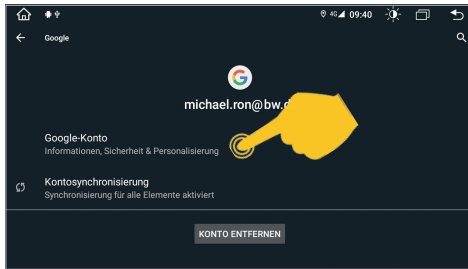 4G 09:40
Google
michael.ron@bw.d
Google-Konto
Informationen, Sicherheit & Personalisierung
Kontosynchronisierung
Synchronisierung für alle Elemente aktiviert
KONTO ENTFERNEN